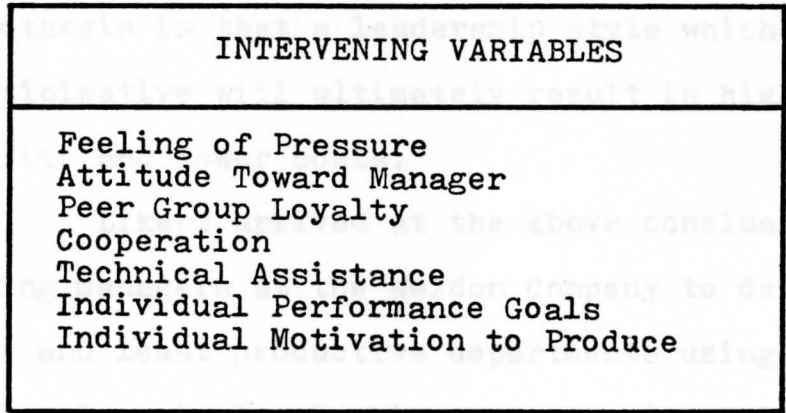 INTERVENING VARIABLES
Feeling of Pressure
Attitude Toward Manager
Peer Group Loyalty
Cooperation
Technical Assistance
Individual Performance Goals
Individual Motivation to Produce